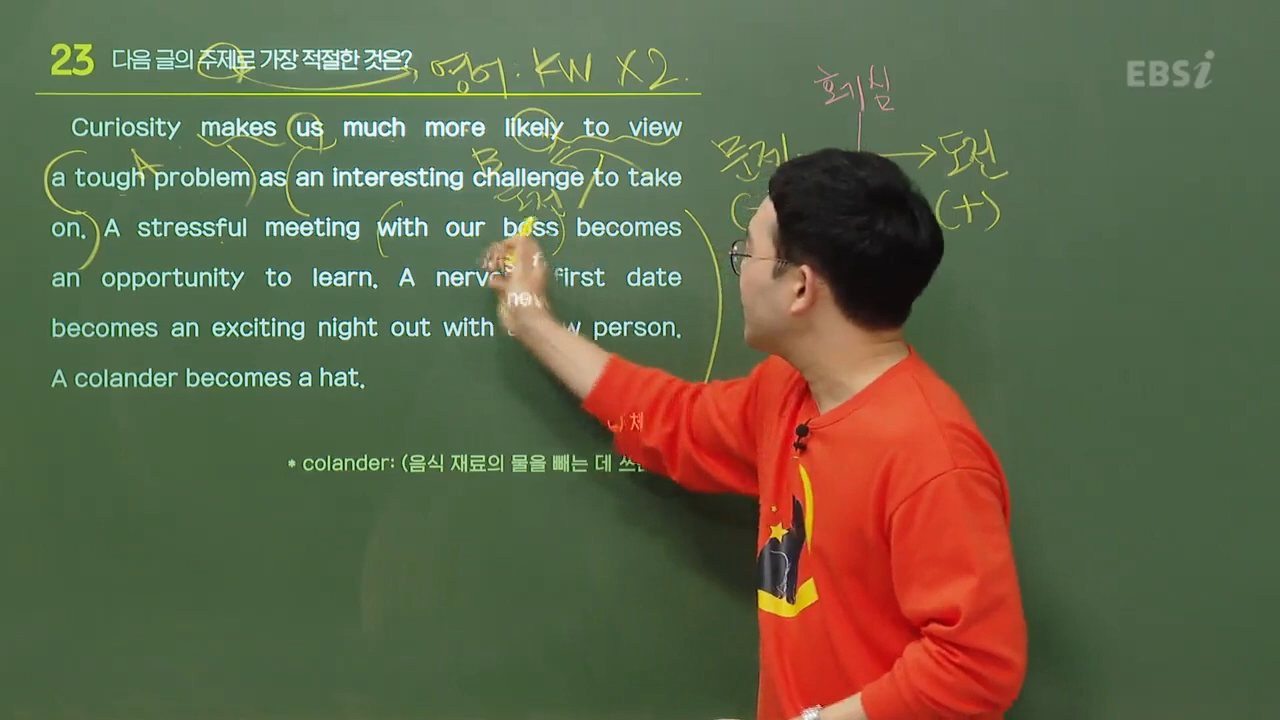 23 다음 글의 주제로 가장 적절한 것은?
영어. KW X 2.
EBSi
호기심
Curiosity makes us much more likely to view
문제 → 도전
A B
a tough problem as an interesting challenge to take
도전
(+)
on. A stressful meeting with our boss becomes
an opportunity to learn. A first date
becomes an exciting night out with person.
A colander becomes a hat.
* colander: (음식 재료의 물을 빼는 데